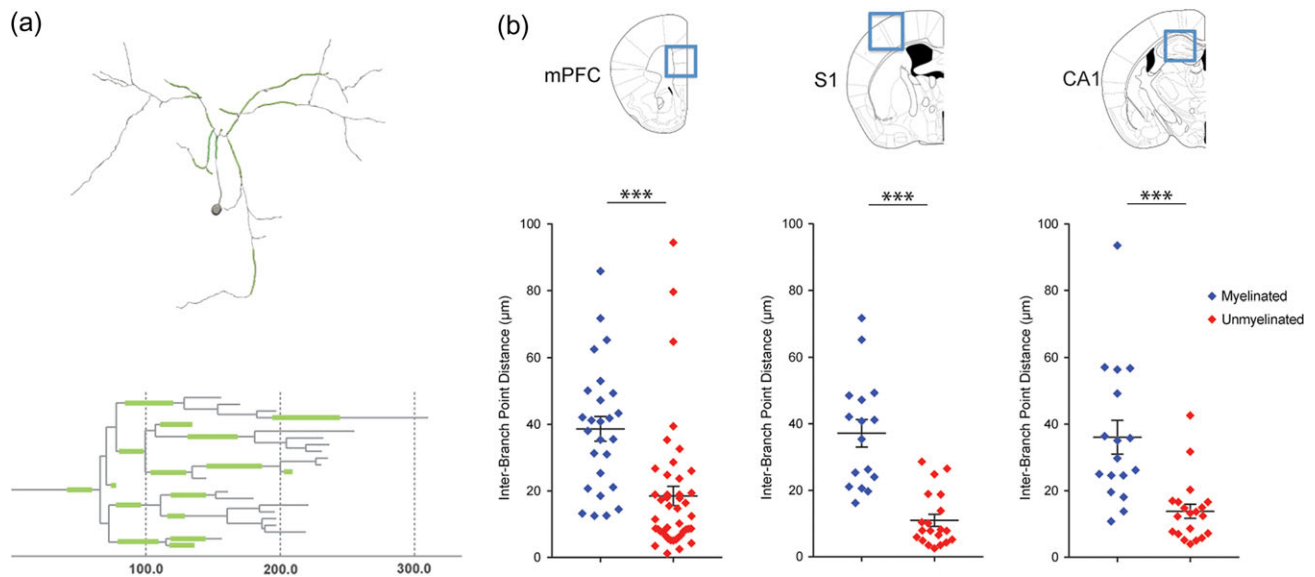 (a)
100.0 200.0 300.0
(b)
mPFC
S1
CA1
***
***
***
Inter-Branch Point Distance (μm)
100
80
60
40
20
0
Inter-Branch Point Distance (μm)
100
80
60
40
20
0
Inter-Branch Point Distance (μm)
100
80
60
40
20
0
Myelinated
Unmyelinated